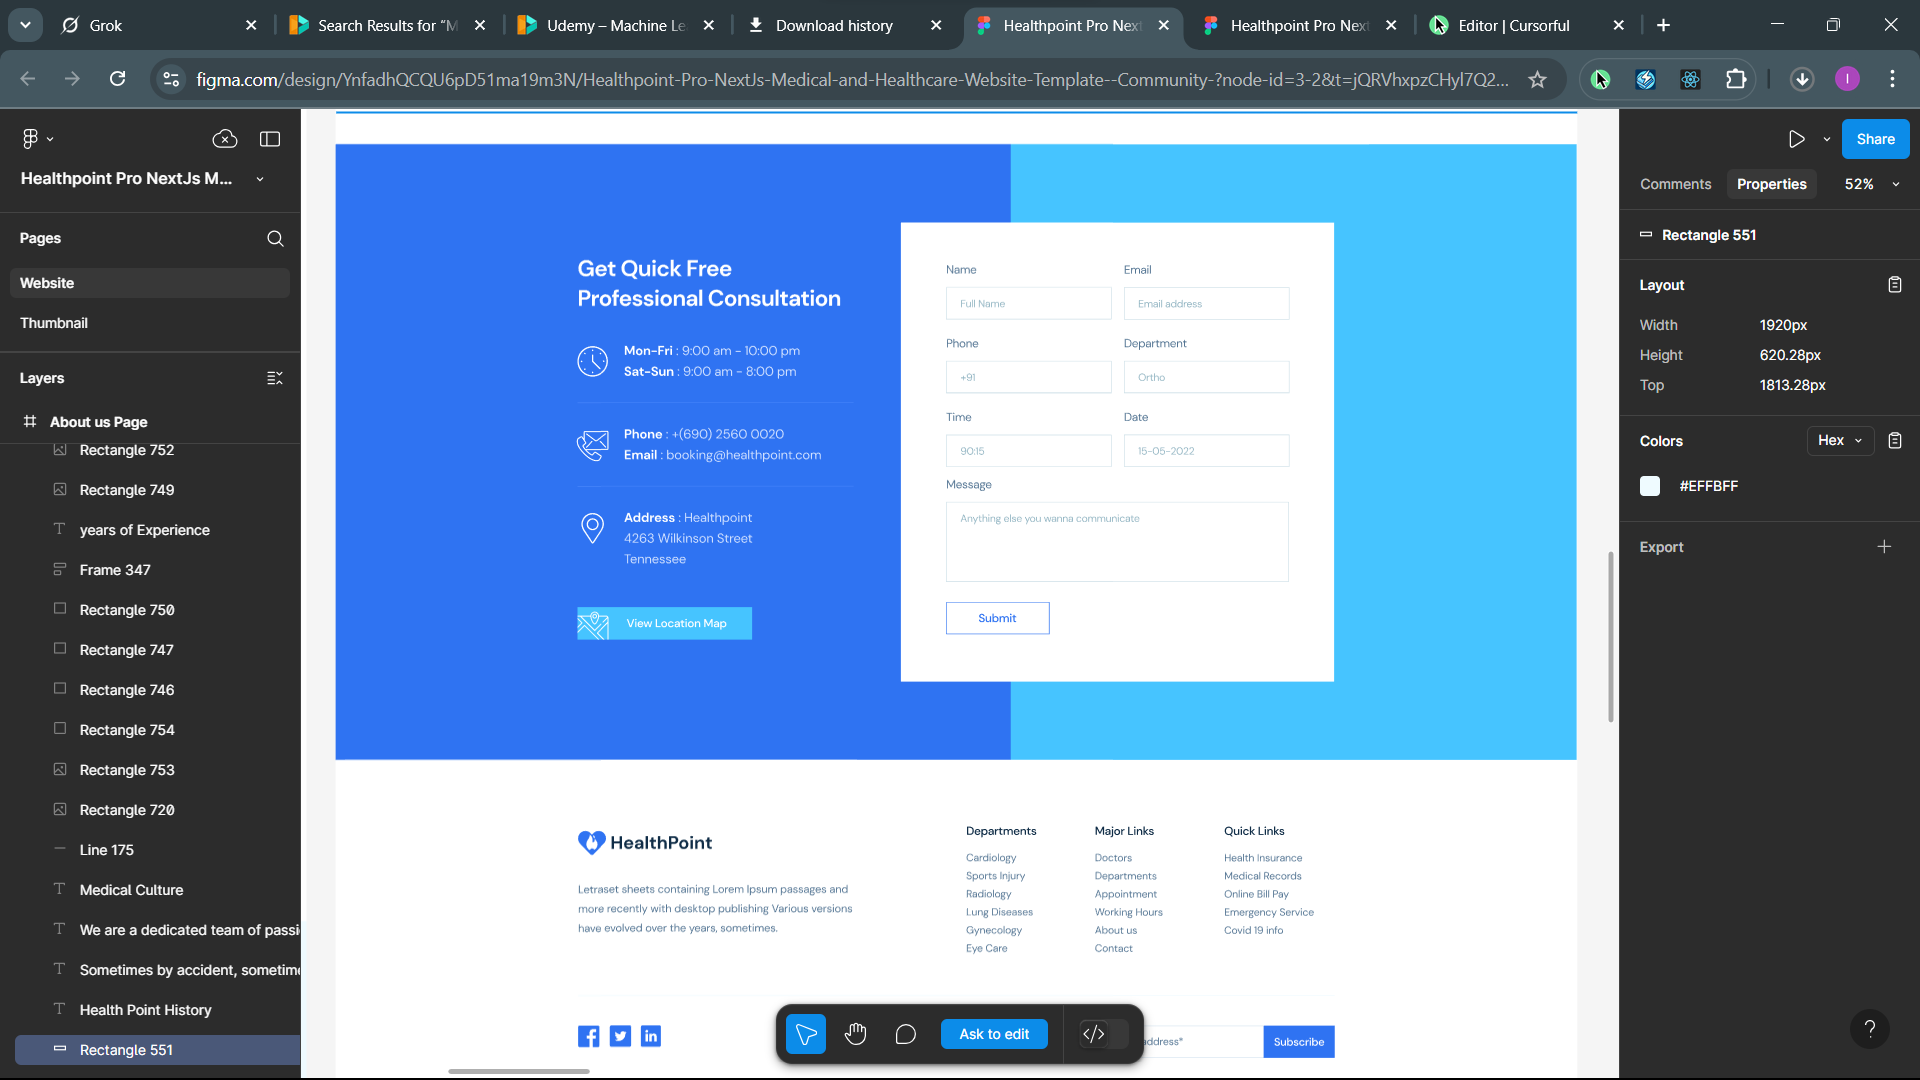 Grok
Search Results for “M
Udemy – Machine Le
Download history
Healthpoint Pro Next
Healthpoint Pro Next
Editor | Cursorful
figma.com/design/YnfadhQCQU6pD51ma19m3N/Healthpoint-Pro-NextJs-Medical-and-Healthcare-Website-Template--Community-?node-id=3-2&t=jQRVhxpzCHyl7Q2...
I
Healthpoint Pro NextJs M...
Pages
Website
Thumbnail
Layers
About us Page
Rectangle 752
Rectangle 749
years of Experience
Frame 347
Rectangle 750
Rectangle 747
Rectangle 746
Rectangle 754
Rectangle 753
Rectangle 720
Line 175
Medical Culture
We are a dedicated team of passi
Sometimes by accident, sometime
Health Point History
Rectangle 551
Get Quick Free
Professional Consultation
Mon-Fri : 9:00 am - 10:00 pm
Sat-Sun : 9:00 am - 8:00 pm
Phone : +(690) 2560 0020
Email : booking@healthpoint.com
Address : Healthpoint
4263 Wilkinson Street
Tennessee
View Location Map
Name
Email
Full Name
Email address
Phone
Department
+91
Ortho
Time
Date
90:15
15-05-2022
Message
Anything else you wanna communicate
Submit
HealthPoint
Letraset sheets containing Lorem Ipsum passages and
more recently with desktop publishing Various versions
have evolved over the years, sometimes.
Departments
Cardiology
Sports Injury
Radiology
Lung Diseases
Gynecology
Eye Care
Major Links
Doctors
Departments
Appointment
Working Hours
About us
Contact
Quick Links
Health Insurance
Medical Records
Online Bill Pay
Emergency Service
Covid 19 info
Ask to edit
address*
Subscribe
Share
Comments
Properties
52%
Rectangle 551
Layout
Width 1920px
Height 620.28px
Top 1813.28px
Colors
Hex
#EFFBFF
Export
?